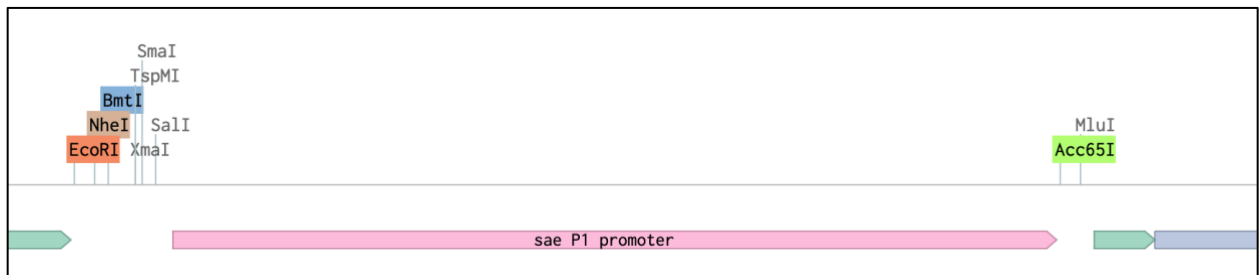 SmaI
TspMI
BmtI
NheI SalI MluI
EcoRI XmaI Acc65I
sae P1 promoter